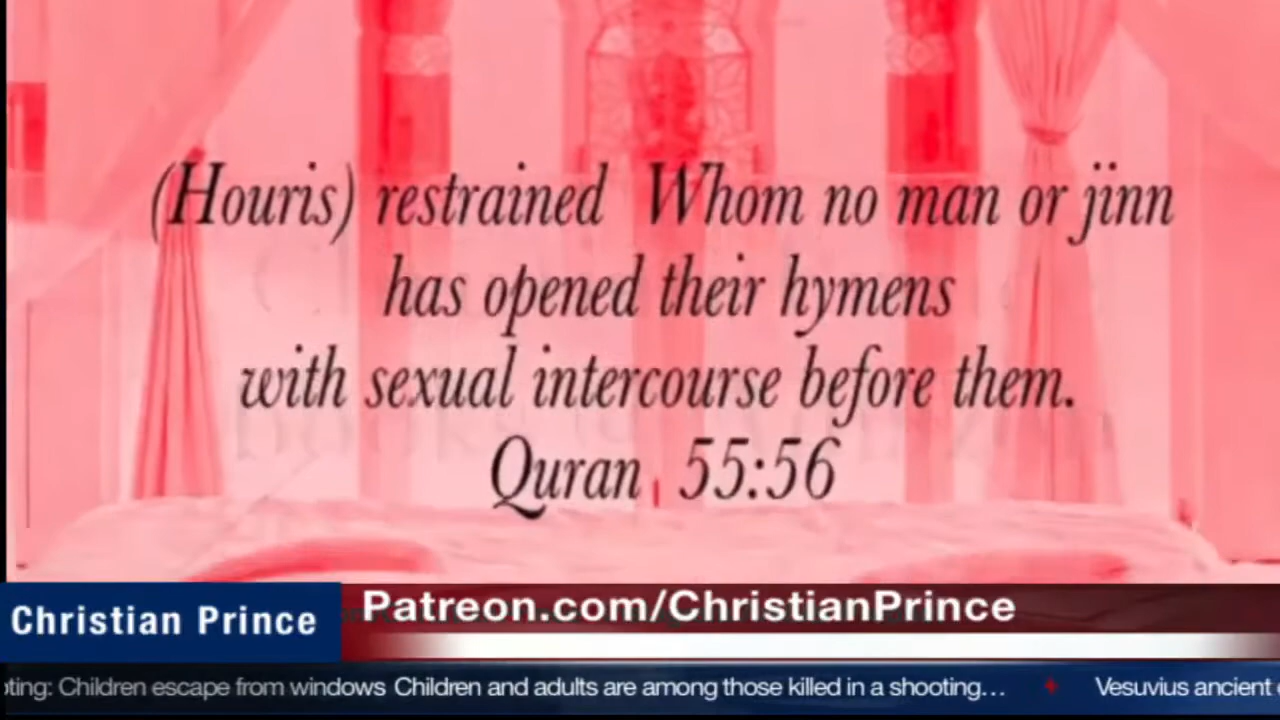 (Houris) restrained Whom no man or jinn
has opened their hymens
with sexual intercourse before them.
Quran 55:56
Christian Prince
Patreon.com/ChristianPrince
ting: Children escape from windows Children and adults are among those killed in a shooting... Vesuvius ancient